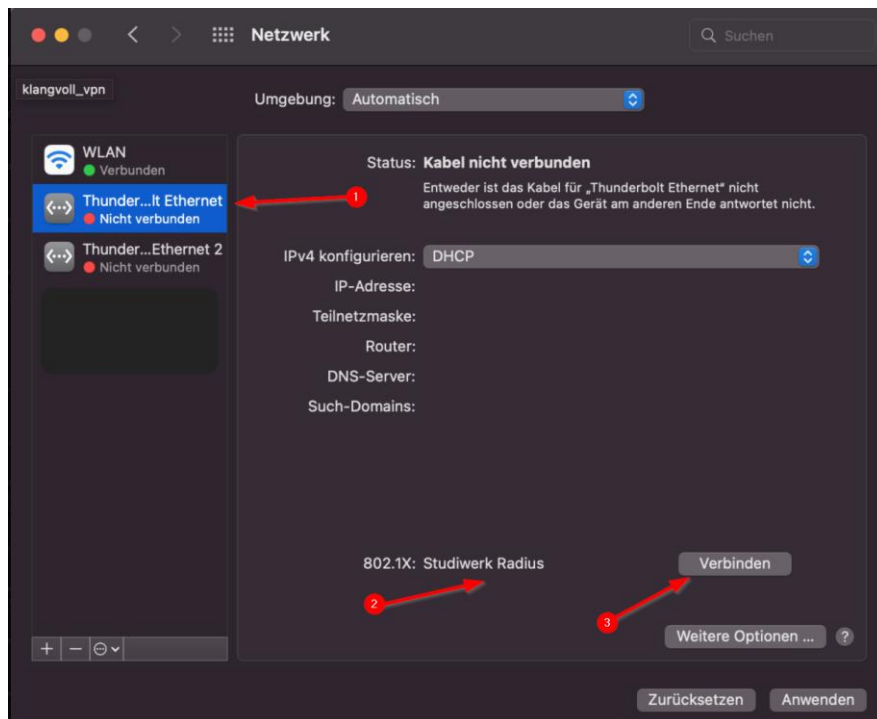 Netzwerk
Suchen
klangvoll_vpn
Umgebung: Automatisch
WLAN
Verbunden
Thunder...lt Ethernet
Nicht verbunden
Thunder...Ethernet 2
Nicht verbunden
1
Status: Kabel nicht verbunden
Entweder ist das Kabel für „Thunderbolt Ethernet“ nicht
angeschlossen oder das Gerät am anderen Ende antwortet nicht.
IPv4 konfigurieren: DHCP
IP-Adresse:
Teilnetzmaske:
Router:
DNS-Server:
Such-Domains:
802.1X: Studiwerk Radius
Verbinden
2
3
Weitere Optionen ... ?
Zurücksetzen
Anwenden